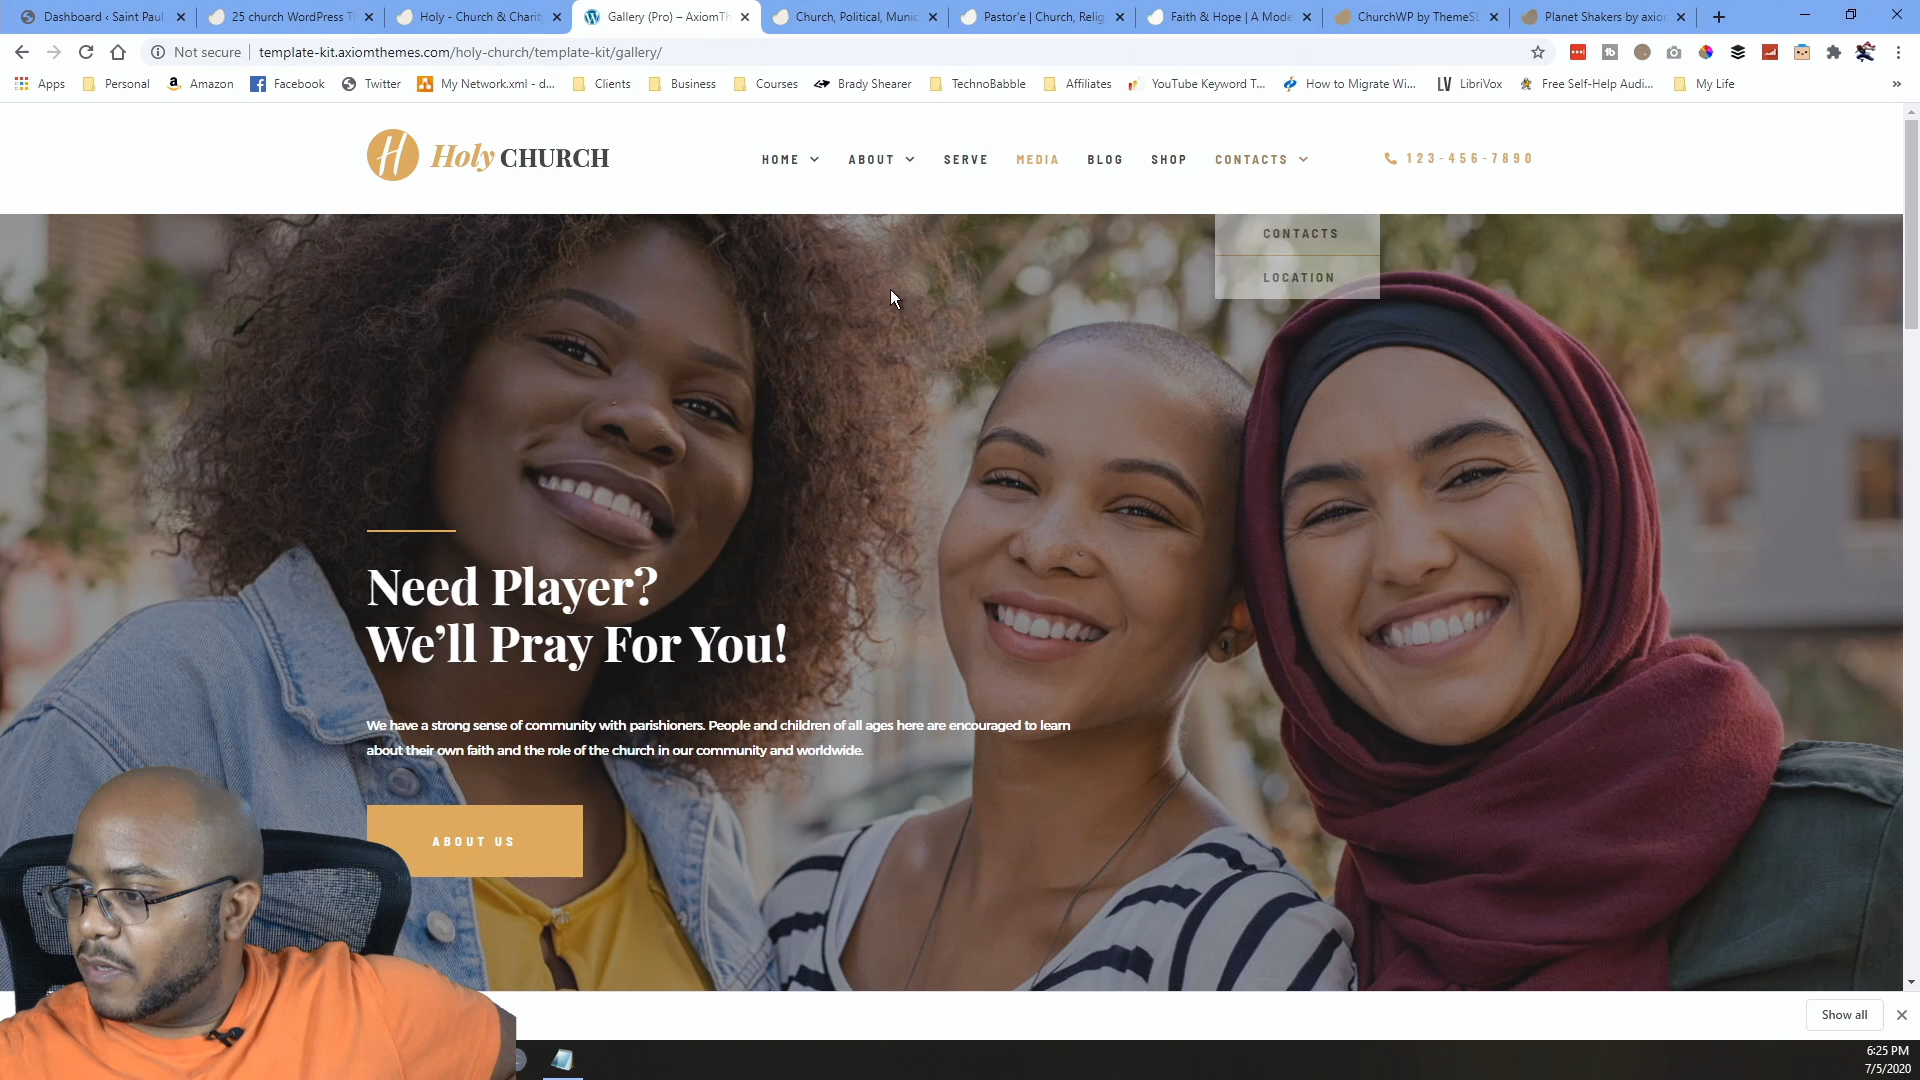 Dashboard ‹ Saint Paul
25 church WordPress T
Holy - Church & Charity
Gallery (Pro) – AxiomTh
Church, Political, Munic
Pastor'e | Church, Relig
Faith & Hope | A Mode
ChurchWP by ThemeSL
Planet Shakers by axiom
Not secure
template-kit.axiomthemes.com/holy-church/template-kit/gallery/
Apps
Personal
Amazon
Facebook
Twitter
My Network.xml - d...
Clients
Business
Courses
Brady Shearer
TechnoBabble
Affiliates
YouTube Keyword T...
How to Migrate Wi...
LV LibriVox
Free Self-Help Audi...
My Life
»
H Holy CHURCH
HOME
ABOUT
SERVE
MEDIA
BLOG
SHOP
CONTACTS
123-456-7890
CONTACTS
LOCATION
Need Player?
We'll Pray For You!
We have a strong sense of community with parishioners. People and children of all ages here are encouraged to learn
about their own faith and the role of the church in our community and worldwide.
ABOUT US
Show all
6:25 PM
7/5/2020